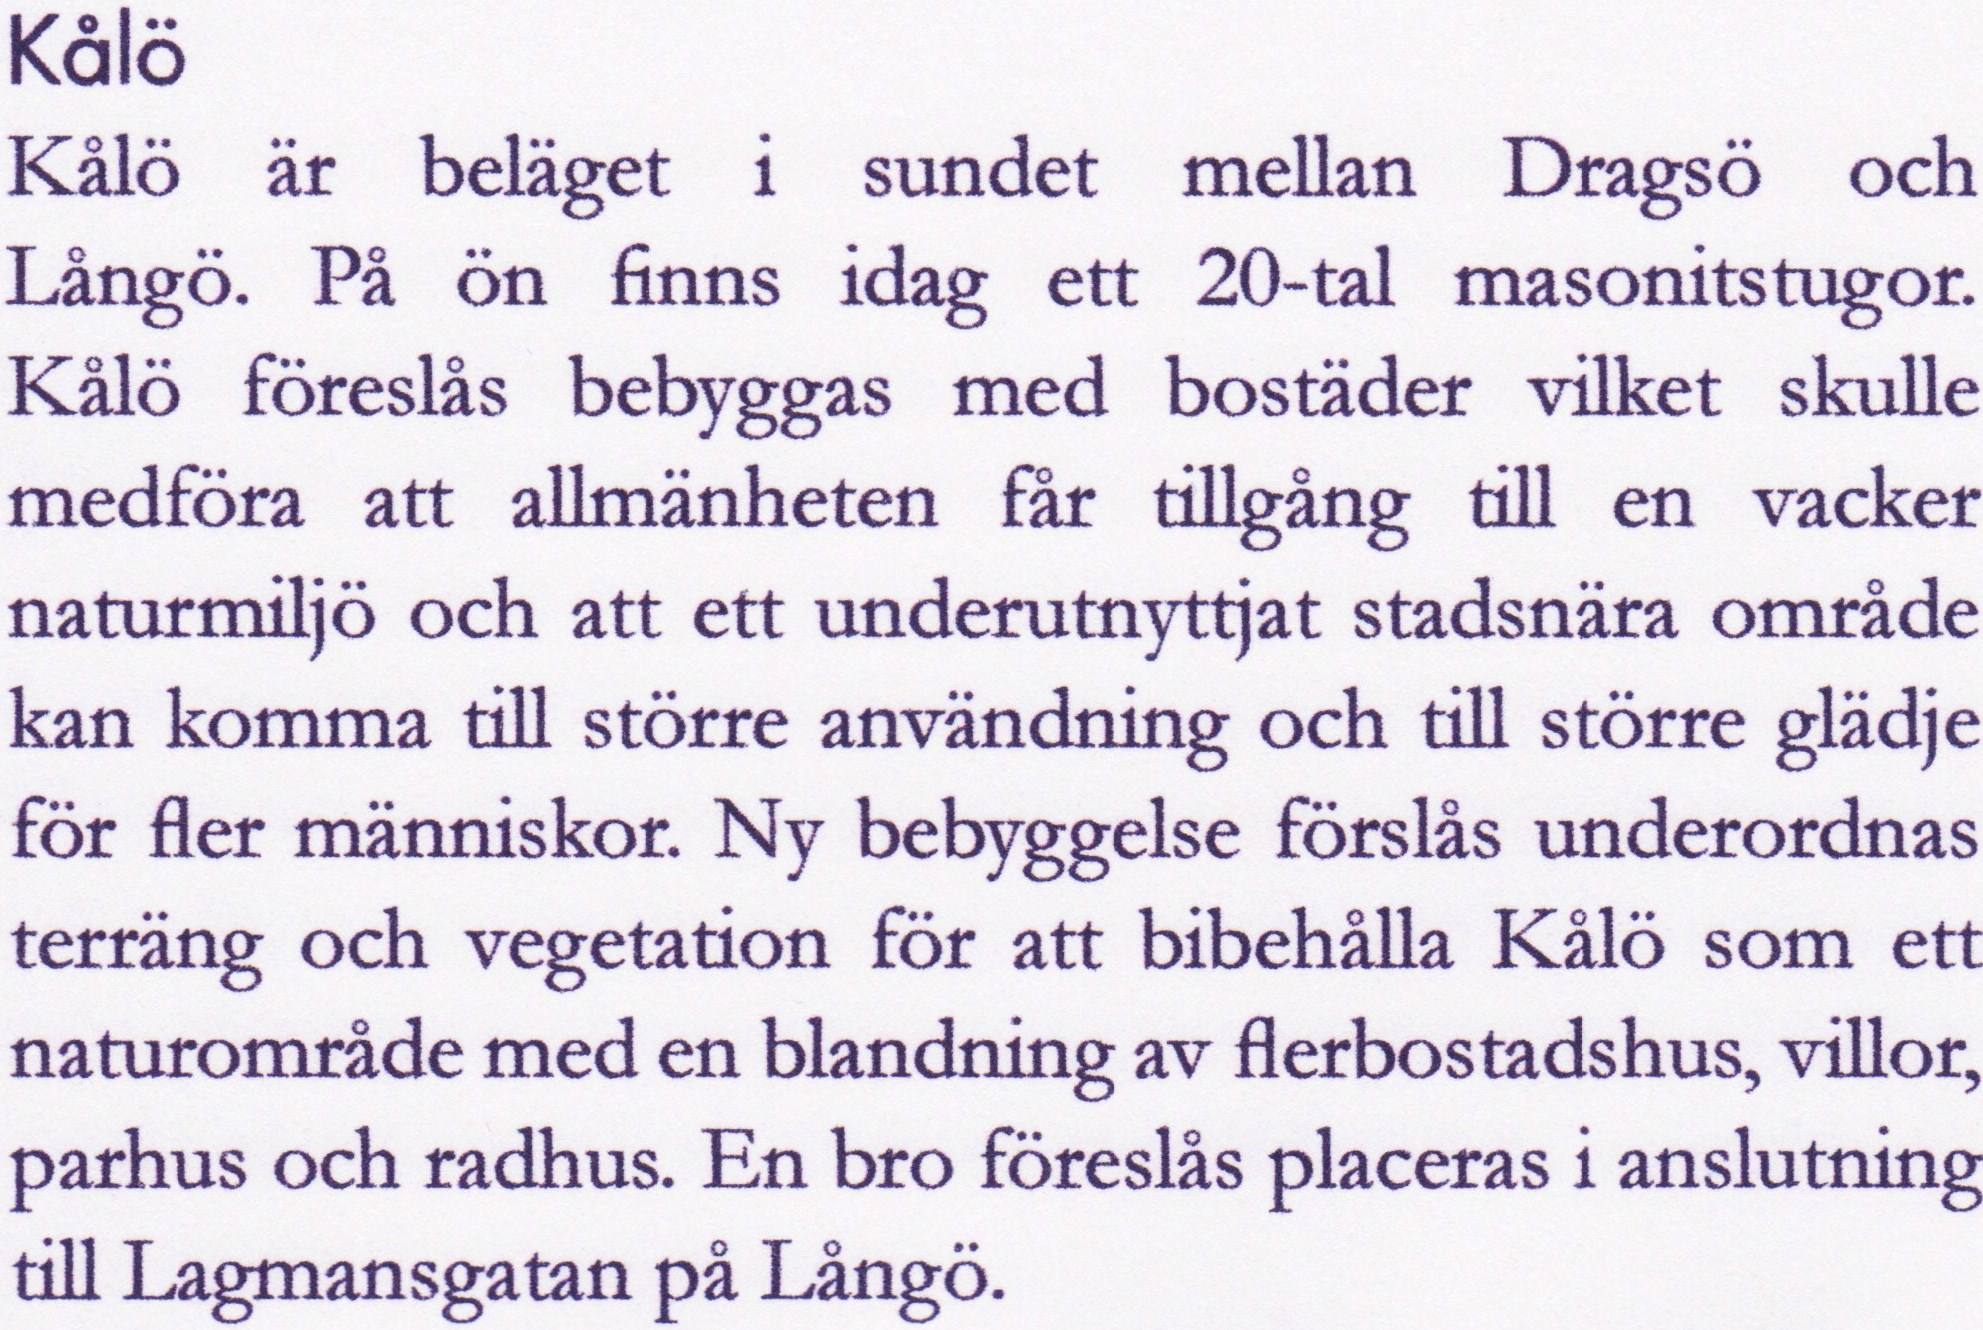 Kålö
Kålö är beläget i sundet mellan Dragsö och
Långö. På ön finns idag ett 20-tal masonitstugor.
Kålö föreslås bebyggas med bostäder vilket skulle
medföra att allmänheten får tillgång till en vacker
naturmiljö och att ett underutnyttjat stadsnära område
kan komma till större användning och till större glädje
för fler människor. Ny bebyggelse förslås underordnas
terräng och vegetation för att bibehålla Kålö som ett
naturområde med en blandning av flerbostadshus, villor,
parhus och radhus. En bro föreslås placeras i anslutning
till Lagmansgatan på Långö.